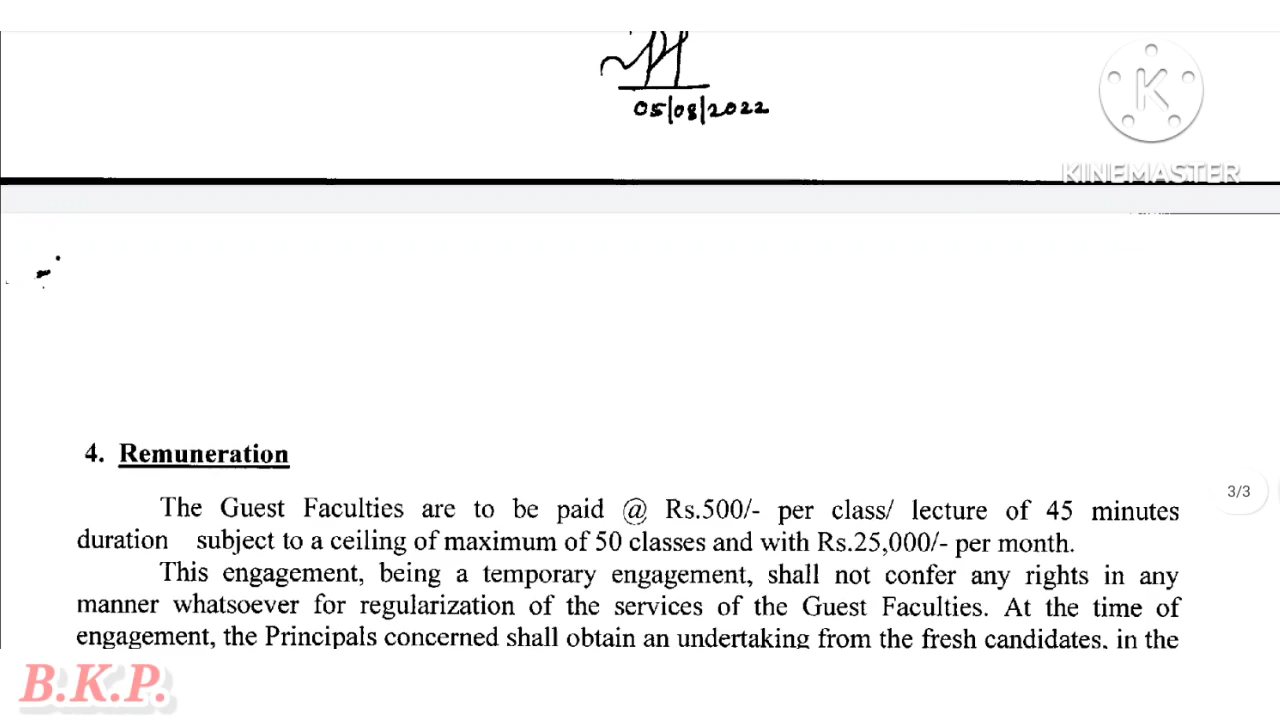 05/08/2022
K
KINEMASTER
4. Remuneration
3/3
The Guest Faculties are to be paid @ Rs.500/- per class/ lecture of 45 minutes
duration subject to a ceiling of maximum of 50 classes and with Rs.25,000/- per month.
This engagement, being a temporary engagement, shall not confer any rights in any
manner whatsoever for regularization of the services of the Guest Faculties. At the time of
engagement, the Principals concerned shall obtain an undertaking from the fresh candidates, in the
B.K.P.